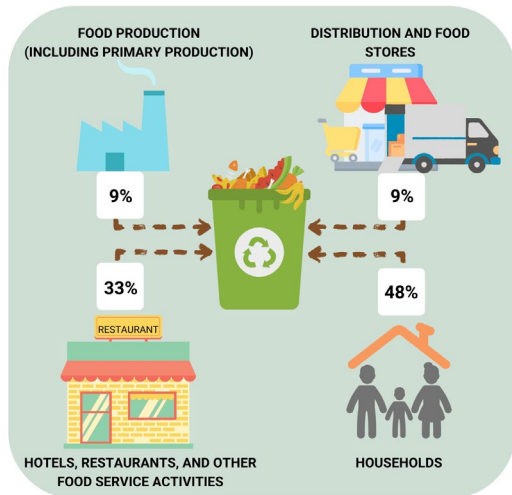 FOOD PRODUCTION
(INCLUDING PRIMARY PRODUCTION)
DISTRIBUTION AND FOOD
STORES
9%
9%
33%
48%
RESTAURANT
HOTELS, RESTAURANTS, AND OTHER
FOOD SERVICE ACTIVITIES
HOUSEHOLDS